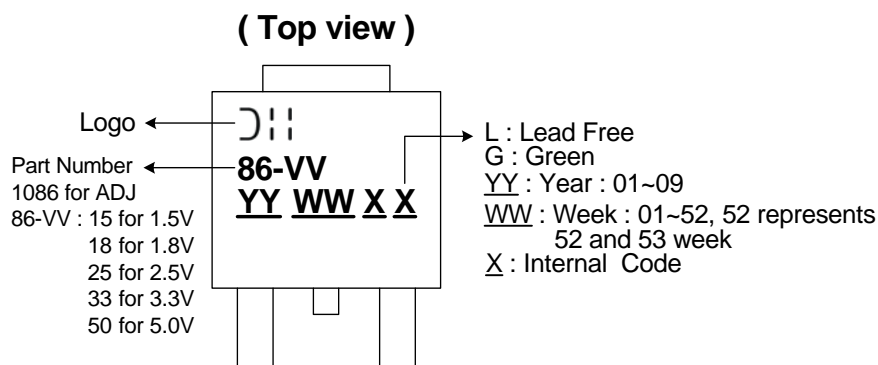 ( Top view )
Logo
Part Number
1086 for ADJ
86-VV : 15 for 1.5V
18 for 1.8V
25 for 2.5V
33 for 3.3V
50 for 5.0V
86-VV
YY WW X X
L : Lead Free
G : Green
YY : Year : 01~09
WW : Week : 01~52, 52 represents
52 and 53 week
X : Internal Code